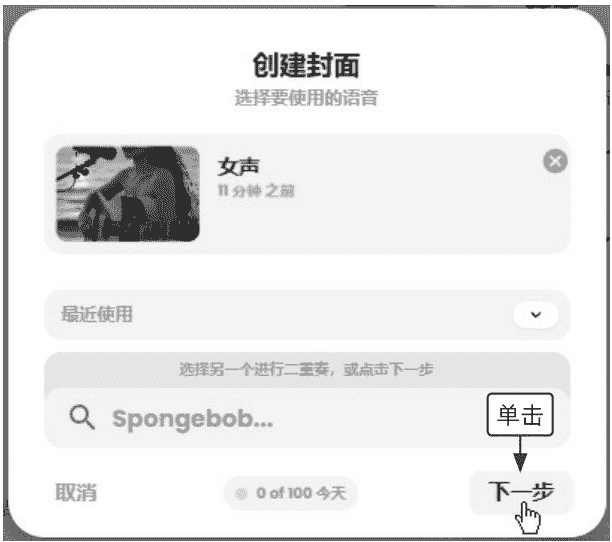 创建封面
选择要使用的语音
女声
11 分钟 之前
最近使用
选择另一个进行二重奏，或点击下一步
Spongebob...
单击
取消
0 of 100 今天
下一步